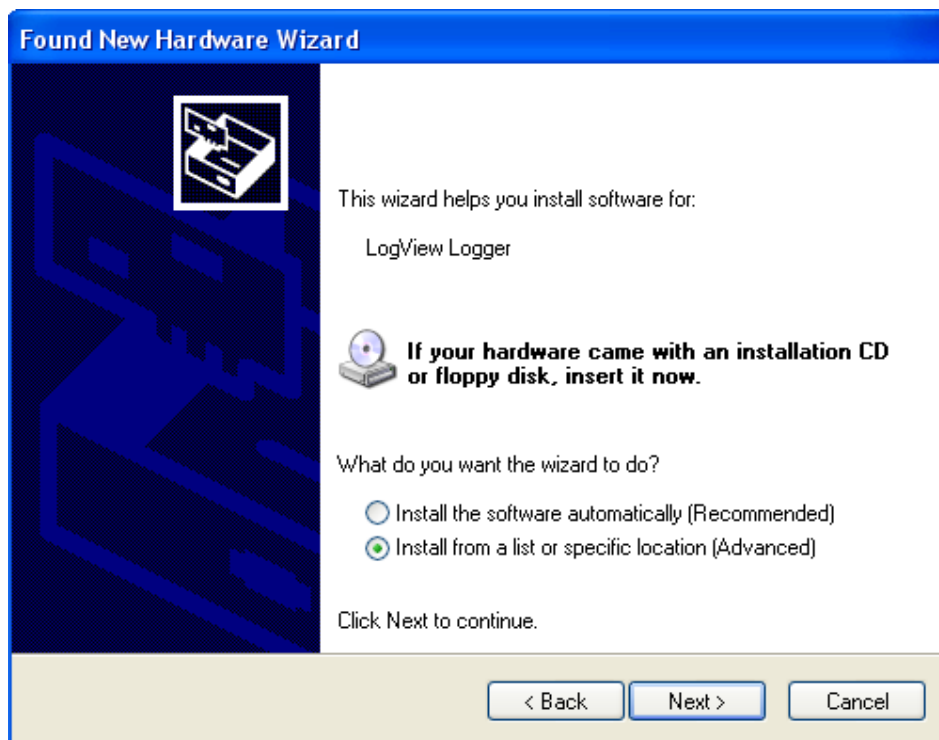 Found New Hardware Wizard
This wizard helps you install software for:
LogView Logger
If your hardware came with an installation CD
or floppy disk, insert it now.
What do you want the wizard to do?
Install the software automatically (Recommended)
Install from a list or specific location (Advanced)
Click Next to continue.
< Back
Next >
Cancel